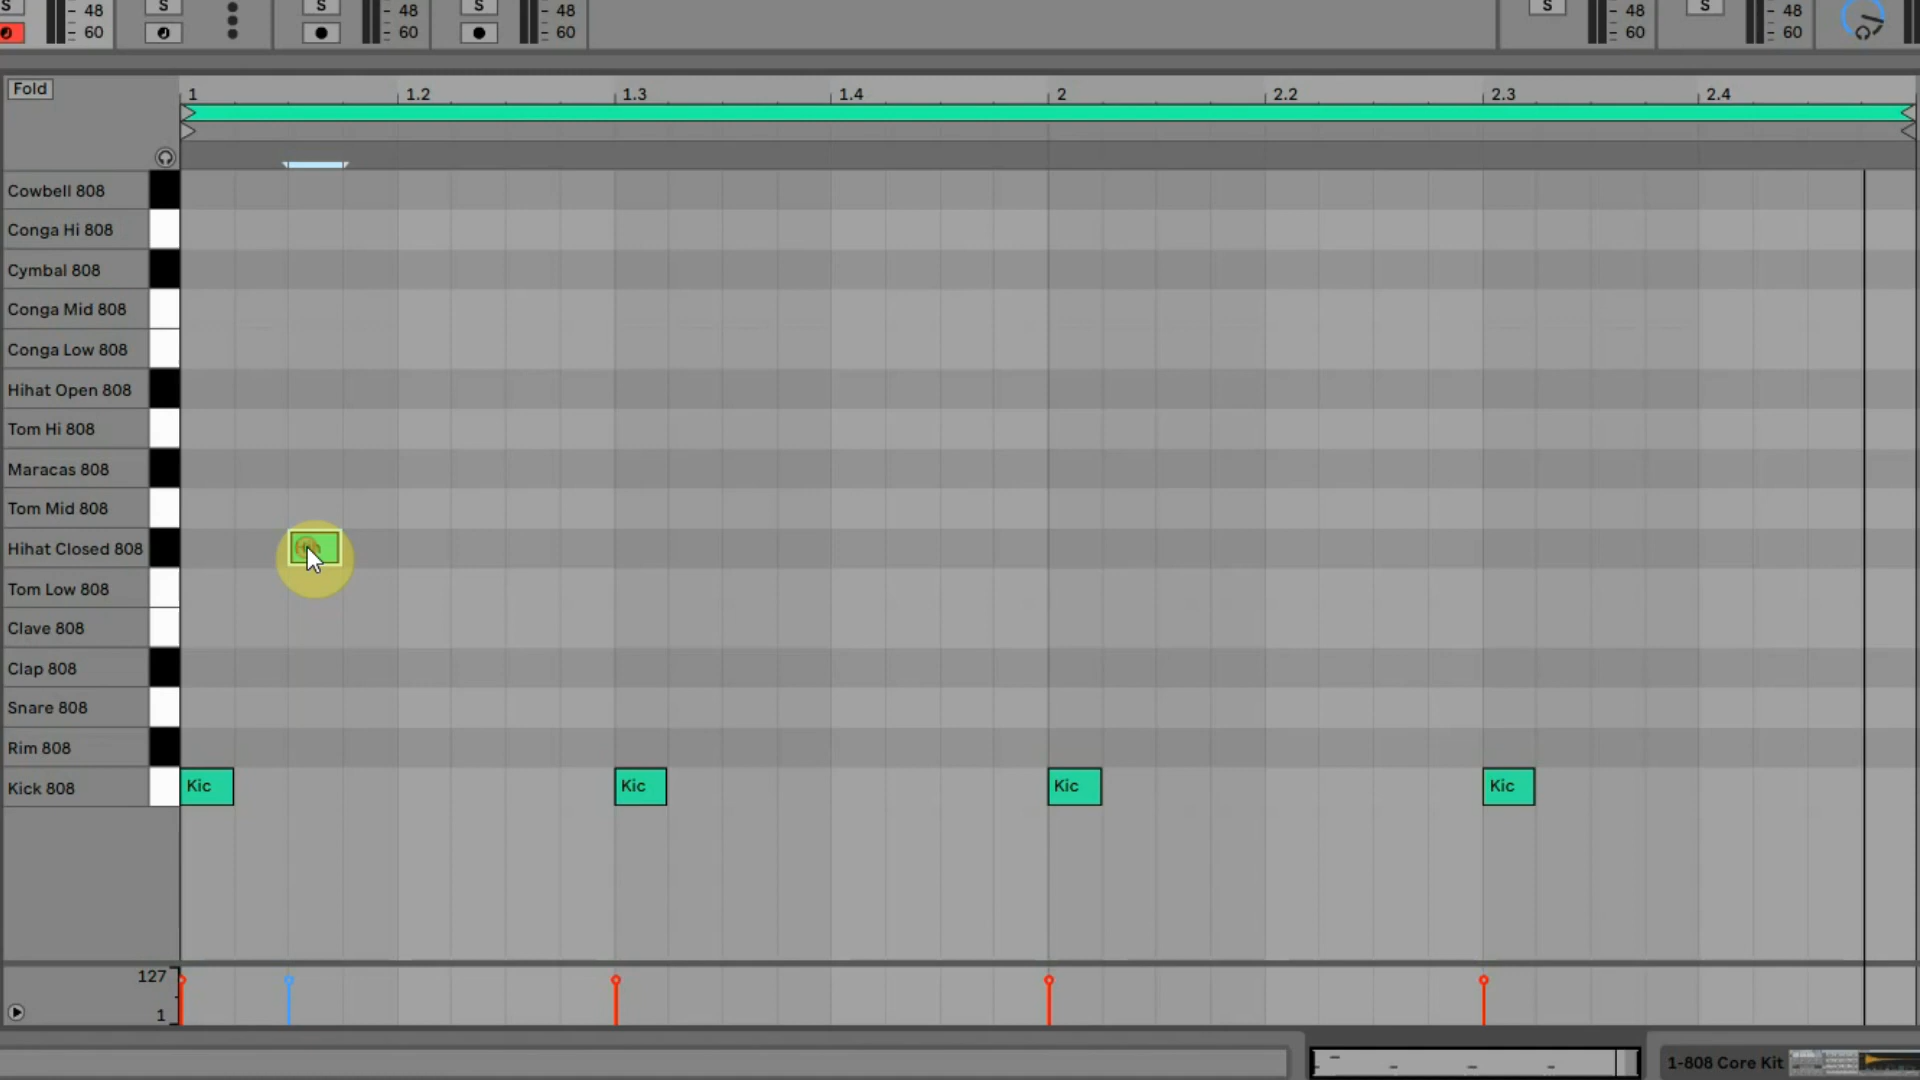 S 48 S S 48 S 48 S 48 S 48
60 60 60 60 60
Fold
1 1.2 1.3 1.4 2 2.2 2.3 2.4
Cowbell 808
Conga Hi 808
Cymbal 808
Conga Mid 808
Conga Low 808
Hihat Open 808
Tom Hi 808
Maracas 808
Tom Mid 808
Hihat Closed 808
Tom Low 808
Clave 808
Clap 808
Snare 808
Rim 808
Kick 808 Kic Kic Kic Kic
127
1
1-808 Core Kit